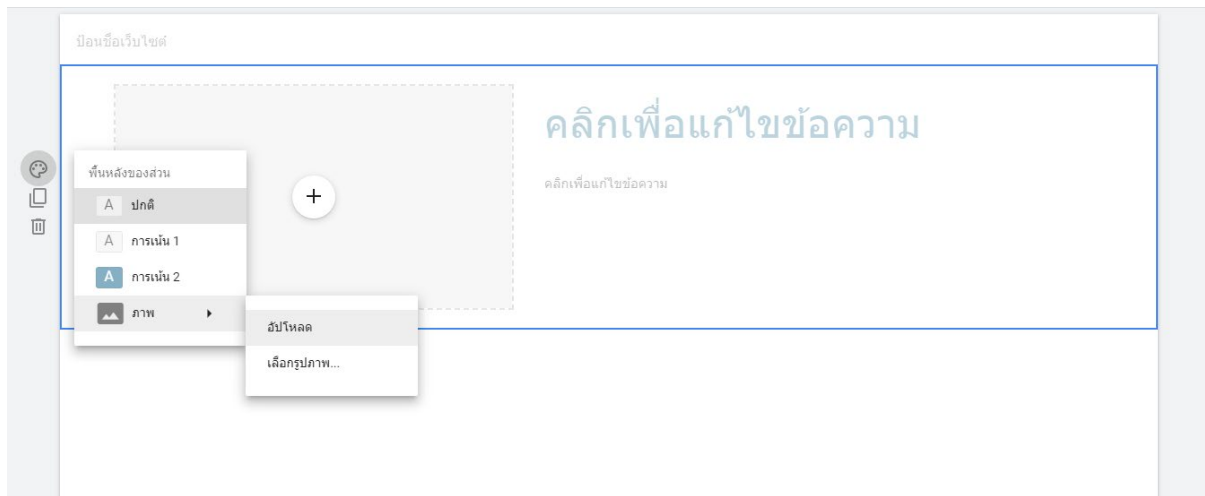 ป้อนชื่อเว็บไซต์
คลิกเพื่อแก้ไขข้อความ
คลิกเพื่อแก้ไขข้อความ
พื้นหลังของส่วน
A ปกติ
A การเน้น 1
A การเน้น 2
ภาพ
อัปโหลด
เลือกรูปภาพ...